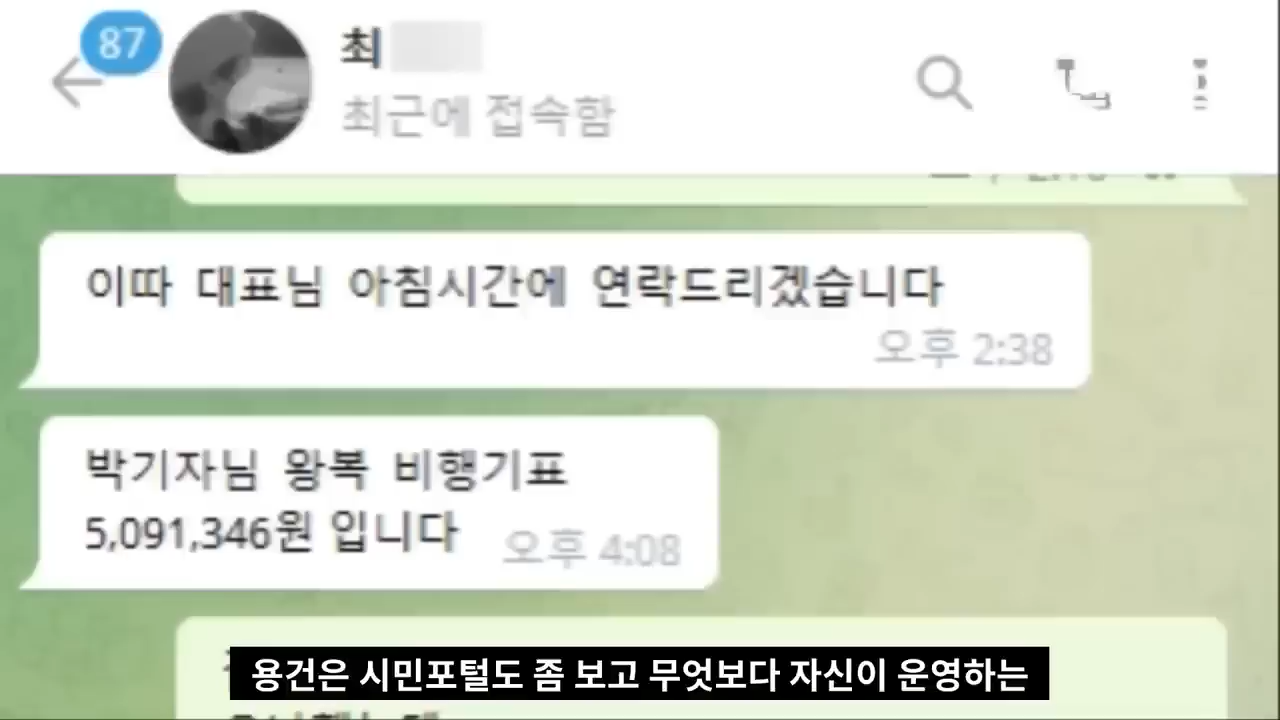 87
최
최근에 접속함
이따 대표님 아침시간에 연락드리겠습니다
오후 2:38
박기자님 왕복 비행기표
5,091,346원 입니다
오후 4:08
용건은 시민포털도 좀 보고 무엇보다 자신이 운영하는